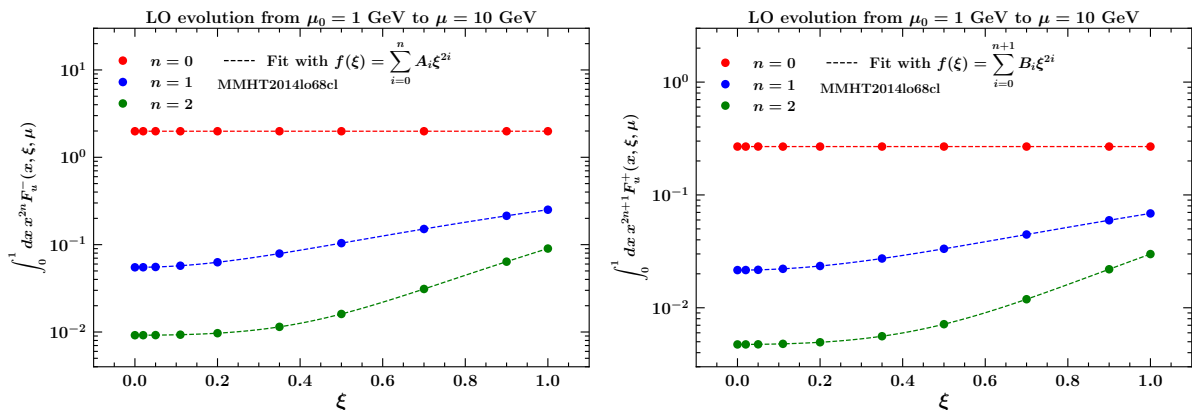 LO evolution from μ₀ = 1 GeV to μ = 10 GeV
n = 0
n = 1
n = 2
Fit with f(ξ) = ∑_{i=0}^{n} A_i ξ^{2i}
MMHT2014lo68cl
10¹
10⁰
10⁻¹
10⁻²
∫₀¹ dx x^{2n} F_u^−(x, ξ, μ)
0.0 0.2 0.4 0.6 0.8 1.0
ξ
LO evolution from μ₀ = 1 GeV to μ = 10 GeV
n = 0
n = 1
n = 2
Fit with f(ξ) = ∑_{i=0}^{n+1} B_i ξ^{2i}
MMHT2014lo68cl
10⁰
10⁻¹
10⁻²
∫₀¹ dx x^{2n+1} F_u^+(x, ξ, μ)
0.0 0.2 0.4 0.6 0.8 1.0
ξ